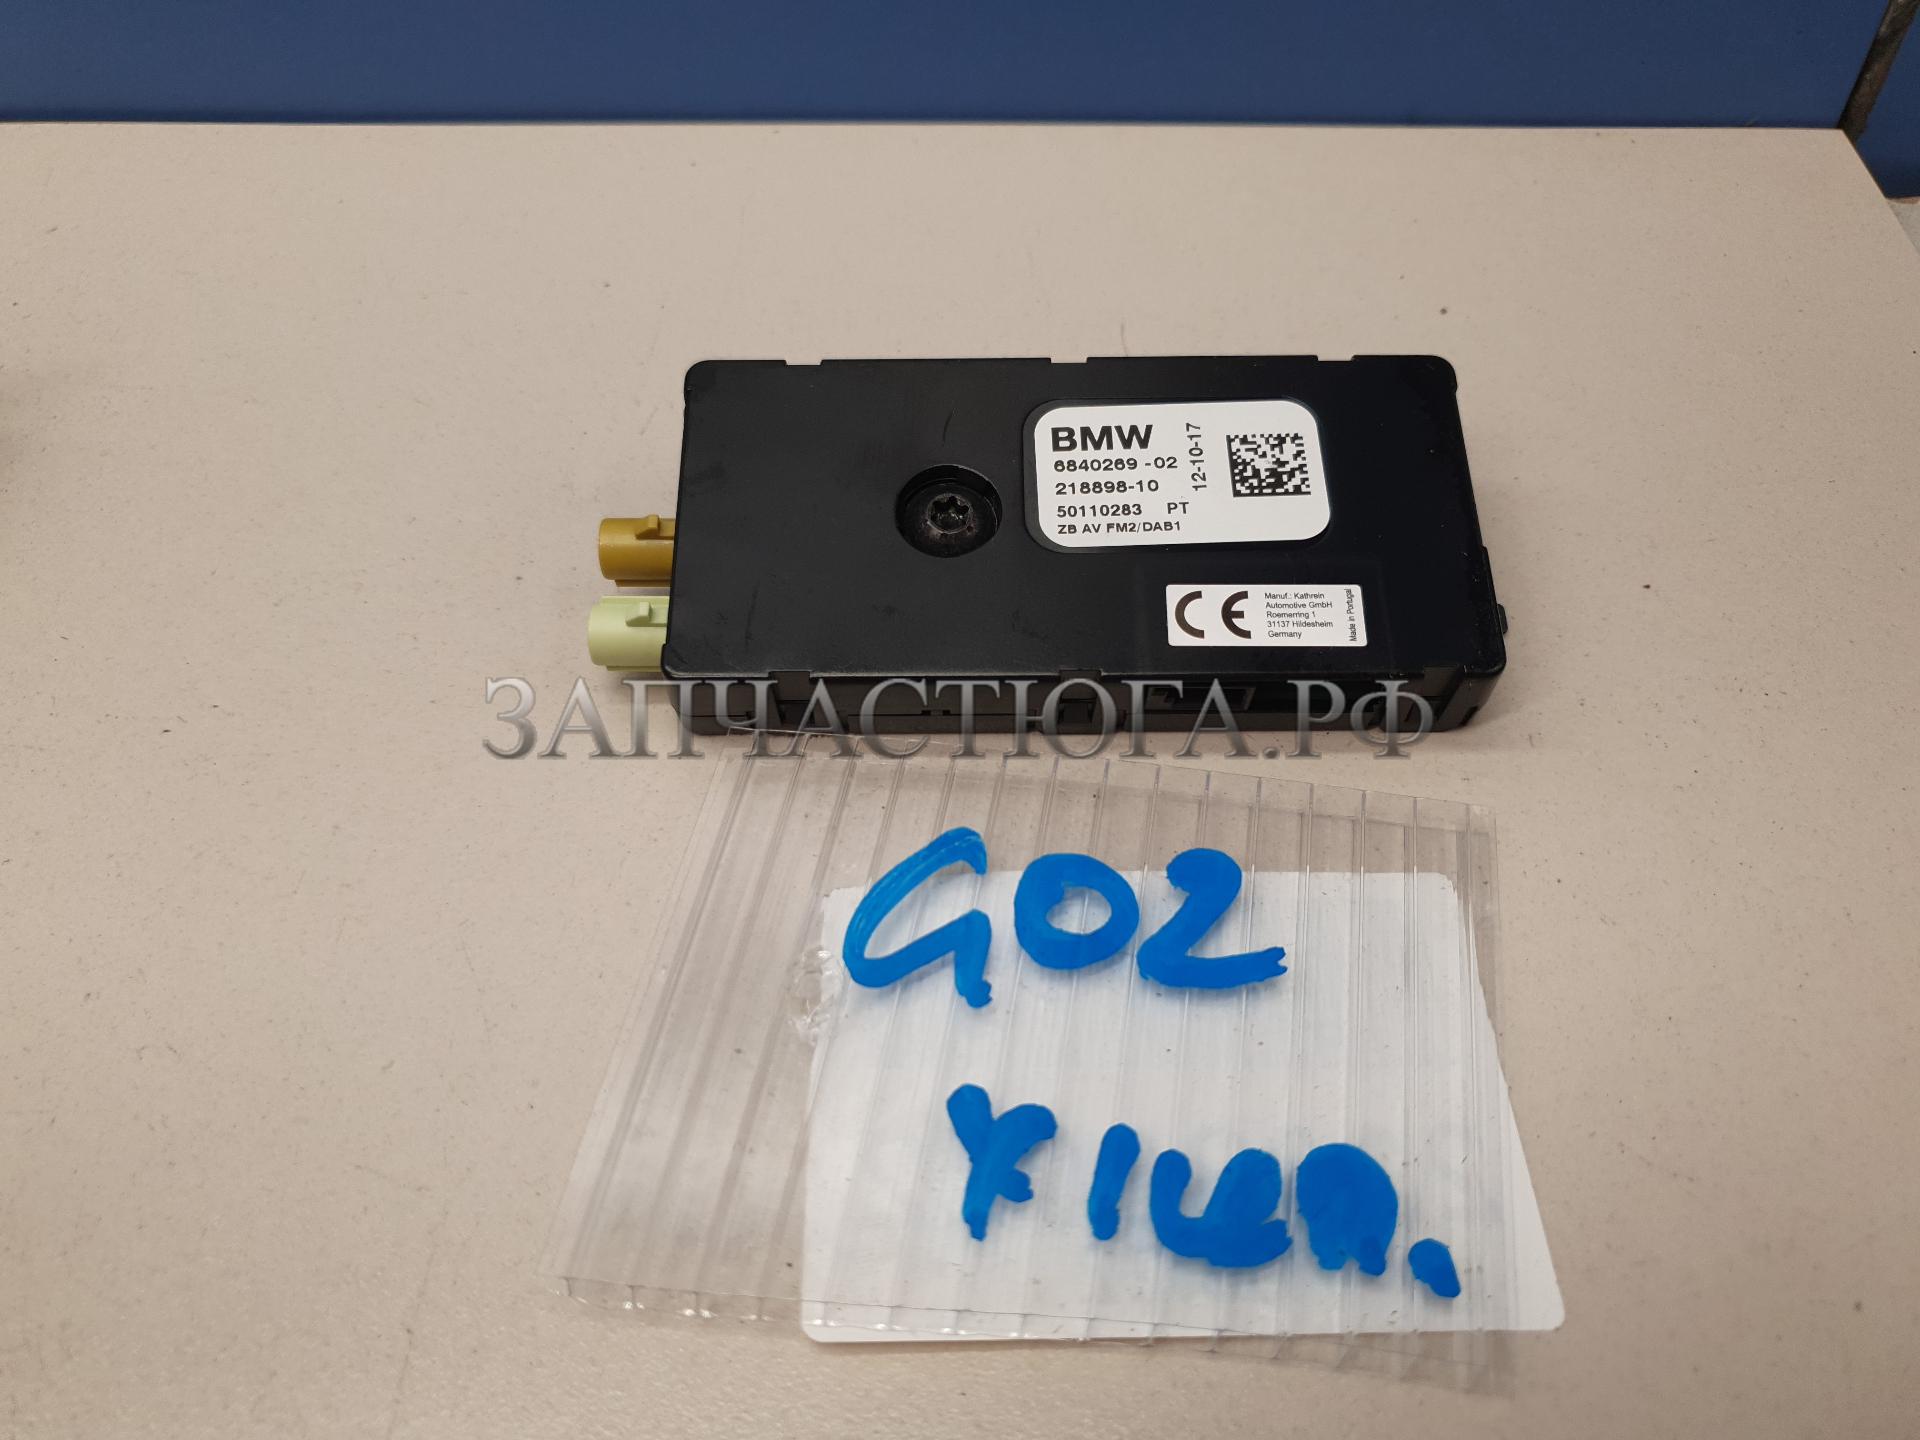 BMW
6840269-02
218898-10
50110283 PT
ZB AV FM2/DAB1
12-10-17
CE
Manuf.: Kathrein
Automotive GmbH
Roemerring 1
31137 Hildesheim
Germany
Made in Portugal
ЗАПЧАСТЮГА.РФ
G02